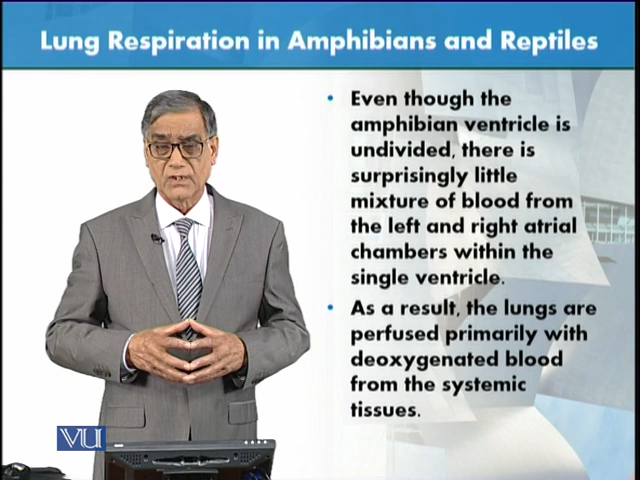 Lung Respiration in Amphibians and Reptiles
• Even though the
amphibian ventricle is
undivided, there is
surprisingly little
mixture of blood from
the left and right atrial
chambers within the
single ventricle.
• As a result, the lungs are
perfused primarily with
deoxygenated blood
from the systemic
tissues.
VU